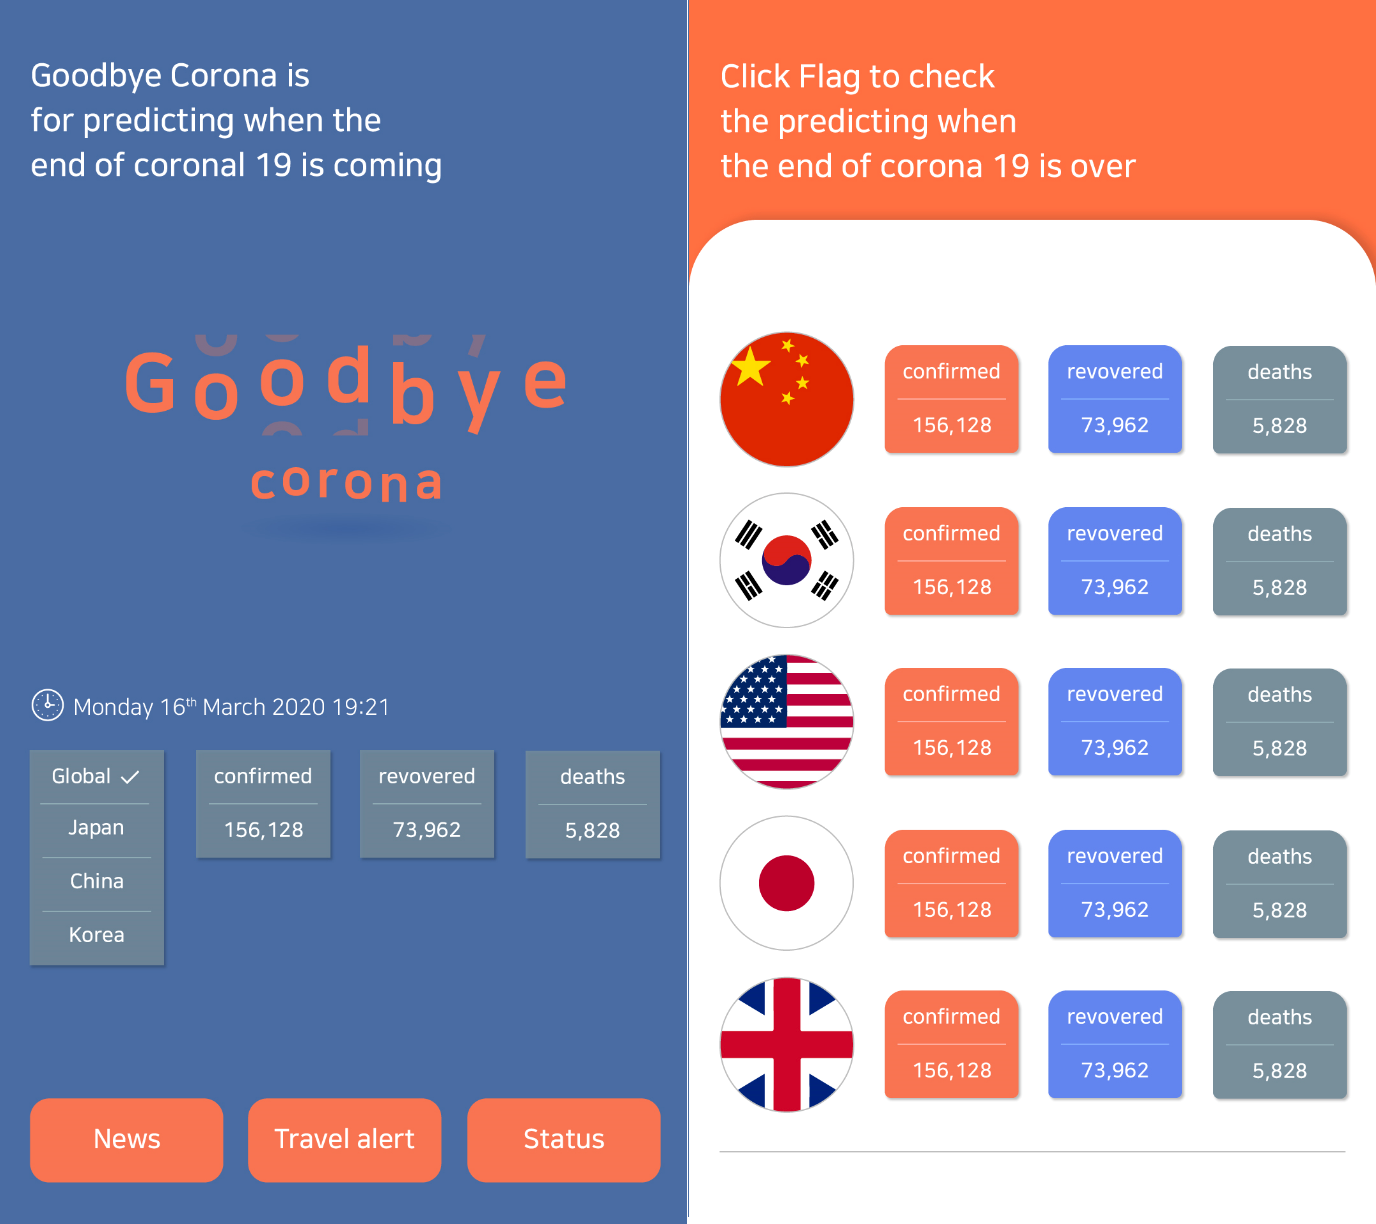 Goodbye Corona is
for predicting when the
end of coronal 19 is coming
Goodbye
corona
Monday 16th March 2020 19:21
Global
Japan
China
Korea
confirmed
156,128
revovered
73,962
deaths
5,828
News
Travel alert
Status
Click Flag to check
the predicting when
the end of corona 19 is over
confirmed
156,128
revovered
73,962
deaths
5,828
confirmed
156,128
revovered
73,962
deaths
5,828
confirmed
156,128
revovered
73,962
deaths
5,828
confirmed
156,128
revovered
73,962
deaths
5,828
confirmed
156,128
revovered
73,962
deaths
5,828